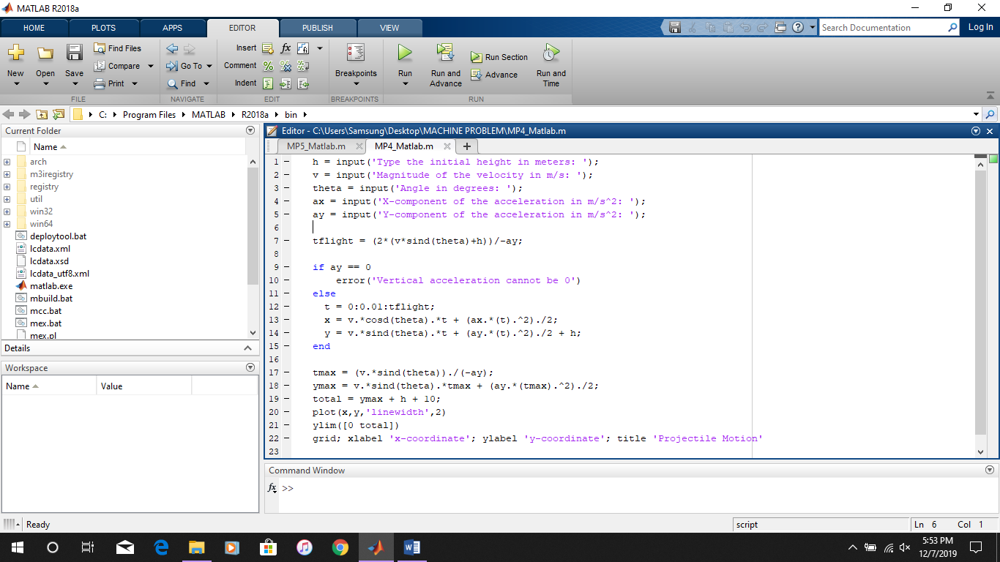 MATLAB R2018a
HOME PLOTS APPS EDITOR PUBLISH VIEW
Search Documentation
Log In
New
Open
Save
Find Files
Compare
Print
FILE
Go To
Find
NAVIGATE
Insert fx
Comment
Indent
EDIT
Breakpoints
BREAKPOINTS
Run
Run and Advance
Run Section
Advance
Run and Time
RUN
C: Program Files MATLAB R2018a bin
Current Folder
Name
arch
m3iregistry
registry
util
win32
win64
deploytool.bat
lcdata.xml
lcdata.xsd
lcdata_utf8.xml
matlab.exe
mbuild.bat
mcc.bat
mex.bat
mex.pl
Details
Workspace
Name Value
Editor - C:\Users\Samsung\Desktop\MACHINE PROBLEM\MP4_Matlab.m
MP5_Matlab.m MP4_Matlab.m
1 – h = input('Type the initial height in meters: ');
2 – v = input('Magnitude of the velocity in m/s: ');
3 – theta = input('Angle in degrees: ');
4 – ax = input('X-component of the acceleration in m/s^2: ');
5 – ay = input('Y-component of the acceleration in m/s^2: ');
6
7 – tflight = (2*(v*sind(theta)+h))/-ay;
8
9 – if ay == 0
10 – error('Vertical acceleration cannot be 0')
11 – else
12 – t = 0:0.01:tflight;
13 – x = v.*cosd(theta).*t + (ax.*(t).^2)./2;
14 – y = v.*sind(theta).*t + (ay.*(t).^2)./2 + h;
15 – end
16
17 – tmax = (v.*sind(theta))./(-ay);
18 – ymax = v.*sind(theta).*tmax + (ay.*(tmax).^2)./2;
19 – total = ymax + h + 10;
20 – plot(x,y,'linewidth',2)
21 – ylim([0 total])
22 – grid; xlabel 'x-coordinate'; ylabel 'y-coordinate'; title 'Projectile Motion'
23
Command Window
fx >>
Ready
script
Ln 6 Col 1
5:53 PM
12/7/2019